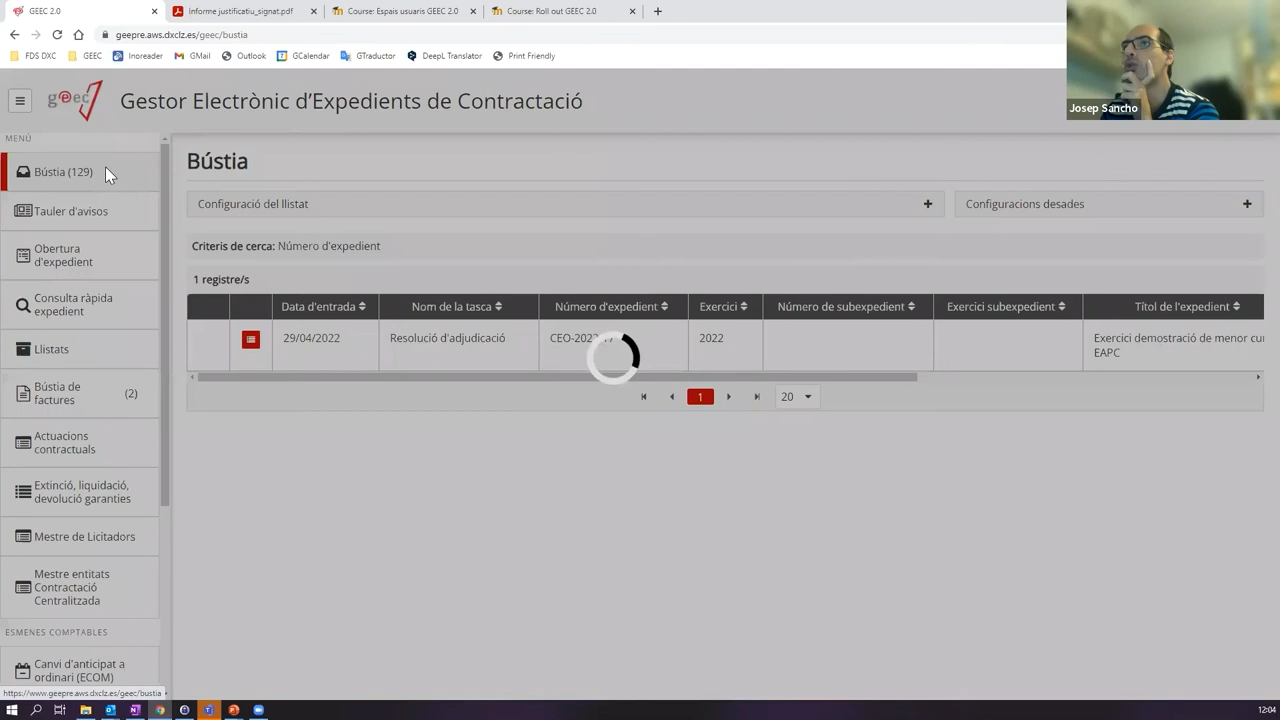 GEEC 2.0
Informe justificatiu_signat.pdf
Course: Espais usuaris GEEC 2.0
Course: Roll out GEEC 2.0
geepre.aws.dxclz.es/geec/bustia
FDS DXC
GEEC
Inoreader
GMail
Outlook
GCalendar
GTraductor
DeepL Translator
Print Friendly
Josep Sancho
geec
Gestor Electrònic d'Expedients de Contractació
MENÚ
Bústia (129)
Tauler d'avisos
Obertura
d'expedient
Consulta ràpida
expedient
Llistats
Bústia de
factures
(2)
Actuacions
contractuals
Extinció, liquidació,
devolució garanties
Mestre de Licitadors
Mestre entitats
Contractació
Centralitzada
ESMENES COMPTABLES
Canvi d'anticipat a
ordinari (ECOM)
Bústia
Configuració del llistat
Configuracions desades
Criteris de cerca: Número d'expedient
1 registre/s
Data d'entrada
Nom de la tasca
Número d'expedient
Exercici
Número de subexpedient
Exercici subexpedient
Títol de l'expedient
29/04/2022
Resolució d'adjudicació
2022
Exercici demostració de menor
EAPC
1
20
https://www.geepre.aws.dxclz.es/geec/bustia
12:04